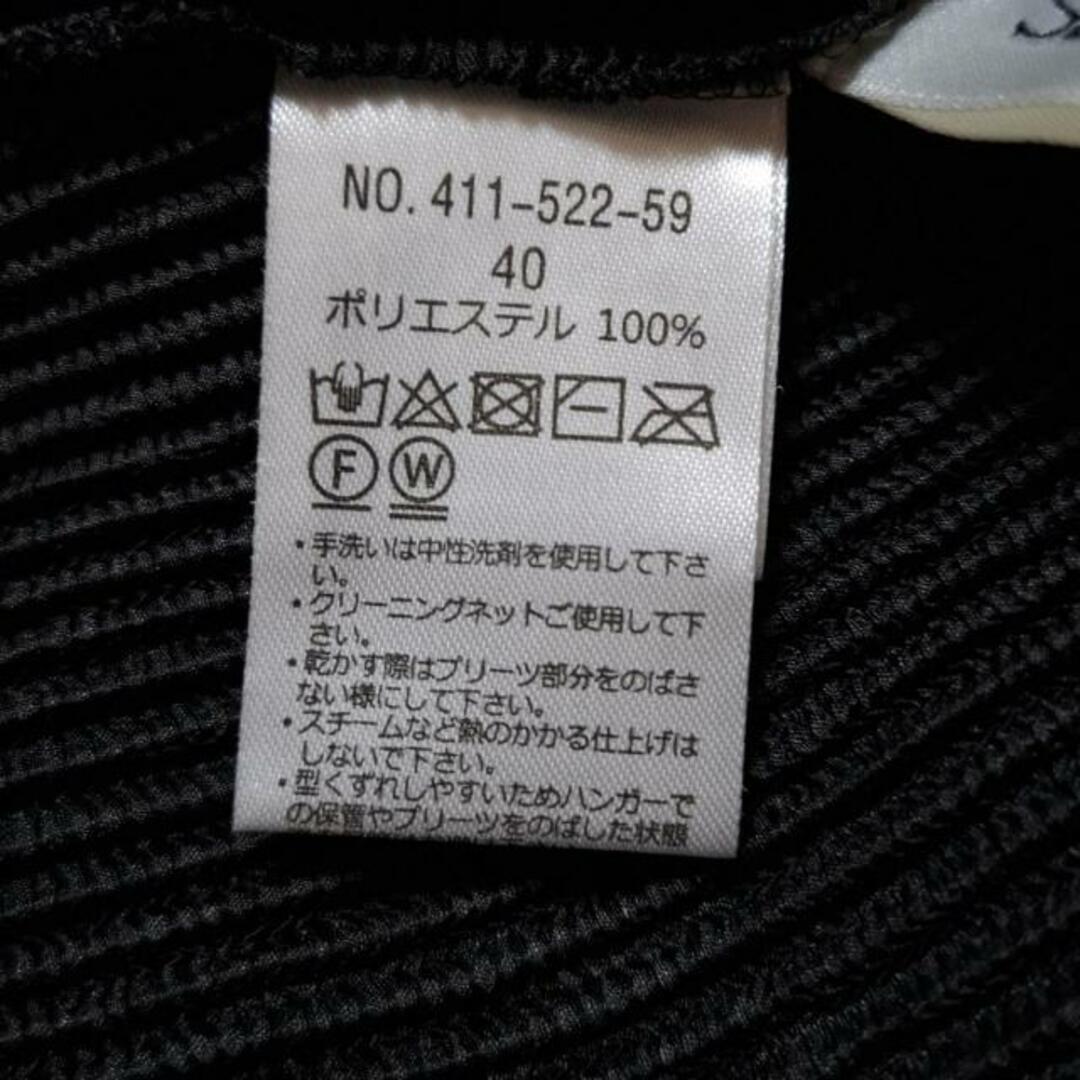 NO. 411-522-59
40
ポリエステル 100%
F W
・手洗いは中性洗剤を使用して下さ
い。
・クリーニングネットご使用して下
さい。
・乾かす際はプリーツ部分をのばさ
ない様にして下さい。
・スチームなど熱のかかる仕上げは
しないで下さい。
・型くずれしやすいためハンガーで
の保管やプリーツをのばした状態